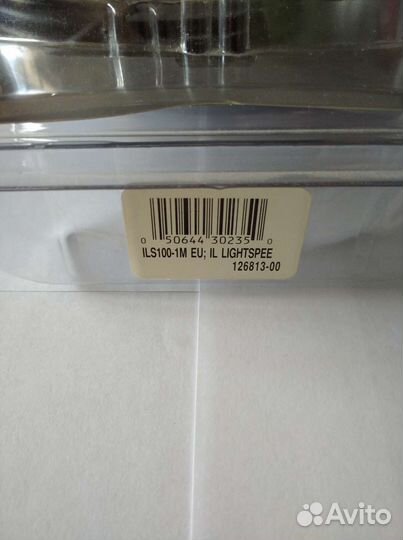 0 50644 30235 0
ILS100-1M EU; IL LIGHTSPEE
126813-00
Avito